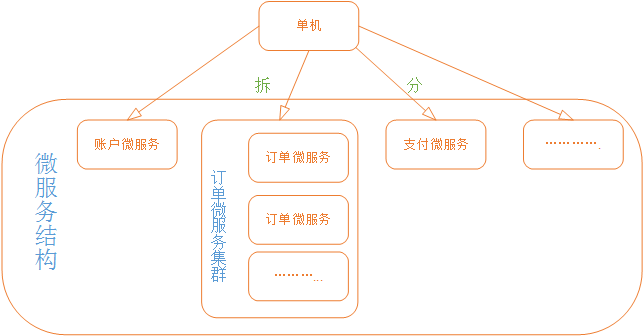 单机
拆 分
账户微服务
订单微服务
支付微服务
………….
微服务结构
订单微服务集群
订单微服务
………...